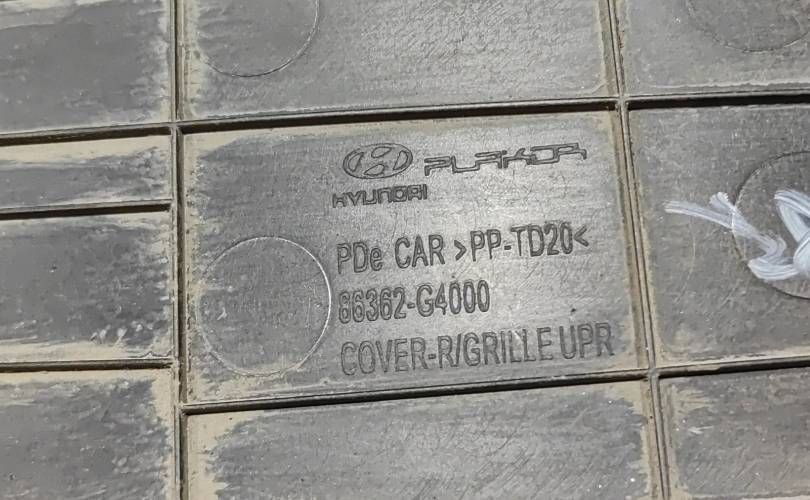 HYUNDAI PLAKOR
PDe CAR >PP-TD20<
86362-G4000
COVER-R/GRILLE UPR